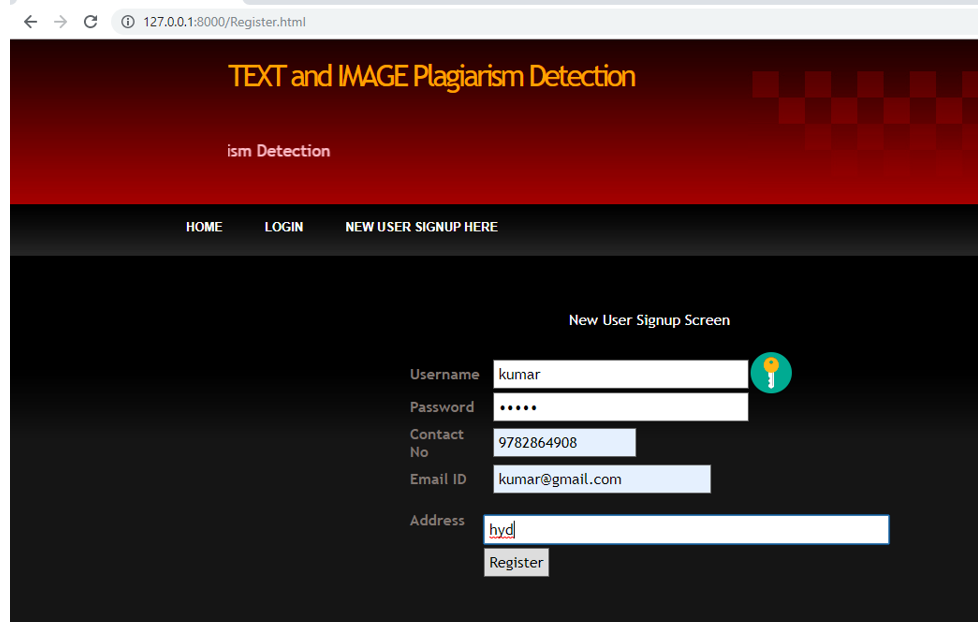 127.0.0.1:8000/Register.html
TEXT and IMAGE Plagiarism Detection
ism Detection
HOME LOGIN NEW USER SIGNUP HERE
New User Signup Screen
Username kumar
Password •••••
Contact No 9782864908
Email ID kumar@gmail.com
Address hyd
Register